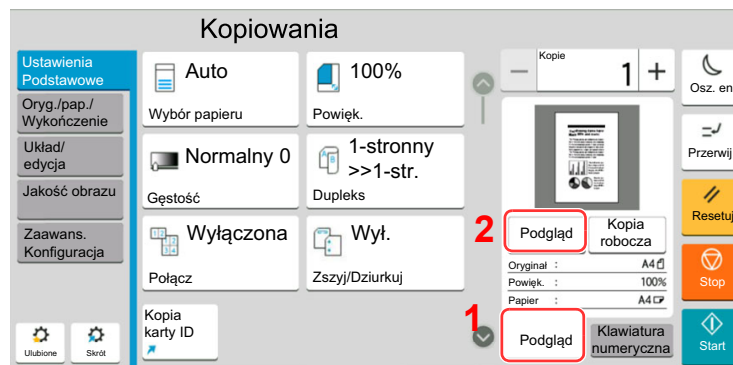 Kopiowania
Ustawienia
Podstawowe
Oryg./pap./
Wykończenie
Układ/
edycja
Jakość obrazu
Zaawans.
Konfiguracja
Ulubione
Skrót
Auto
Wybór papieru
100%
Powięk.
Normalny 0
Gęstość
1-stronny
>>1-str.
Dupleks
Wyłączona
Połącz
Wył.
Zszyj/Dziurkuj
Kopia
karty ID
Kopie
1
2
Podgląd
Kopia
robocza
Oryginał : A4
Powięk. : 100%
Papier : A4
1
Podgląd
Klawiatura
numeryczna
Osz. en
Przerwij
Resetuj
Stop
Start